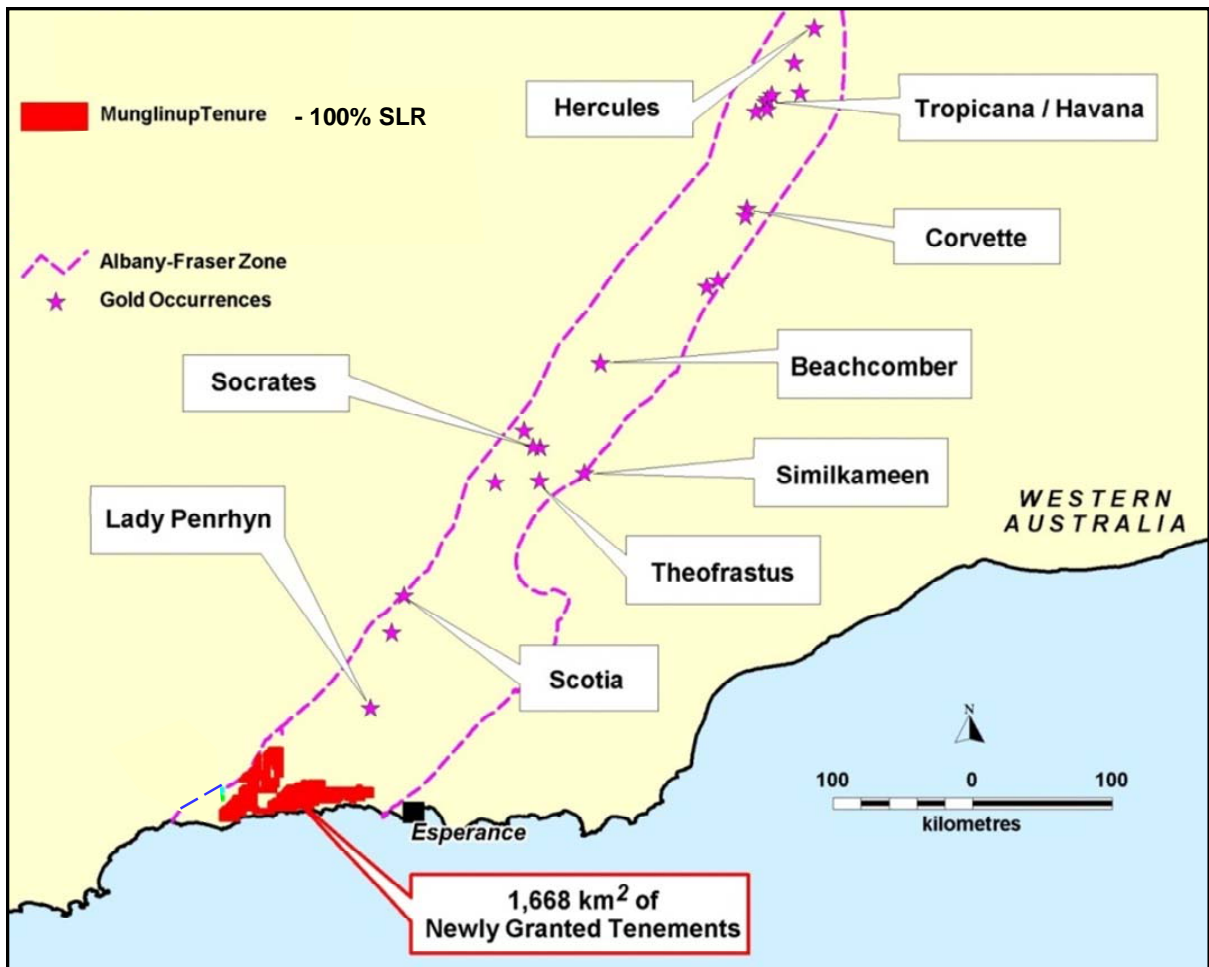 Hercules
Tropicana / Havana
MunglinupTenure - 100% SLR
Corvette
Albany-Fraser Zone
Gold Occurrences
Beachcomber
Socrates
Similkameen
Lady Penrhyn
WESTERN
AUSTRALIA
Theofrastus
Scotia
N
100 0 100
kilometres
Esperance
1,668 km² of
Newly Granted Tenements